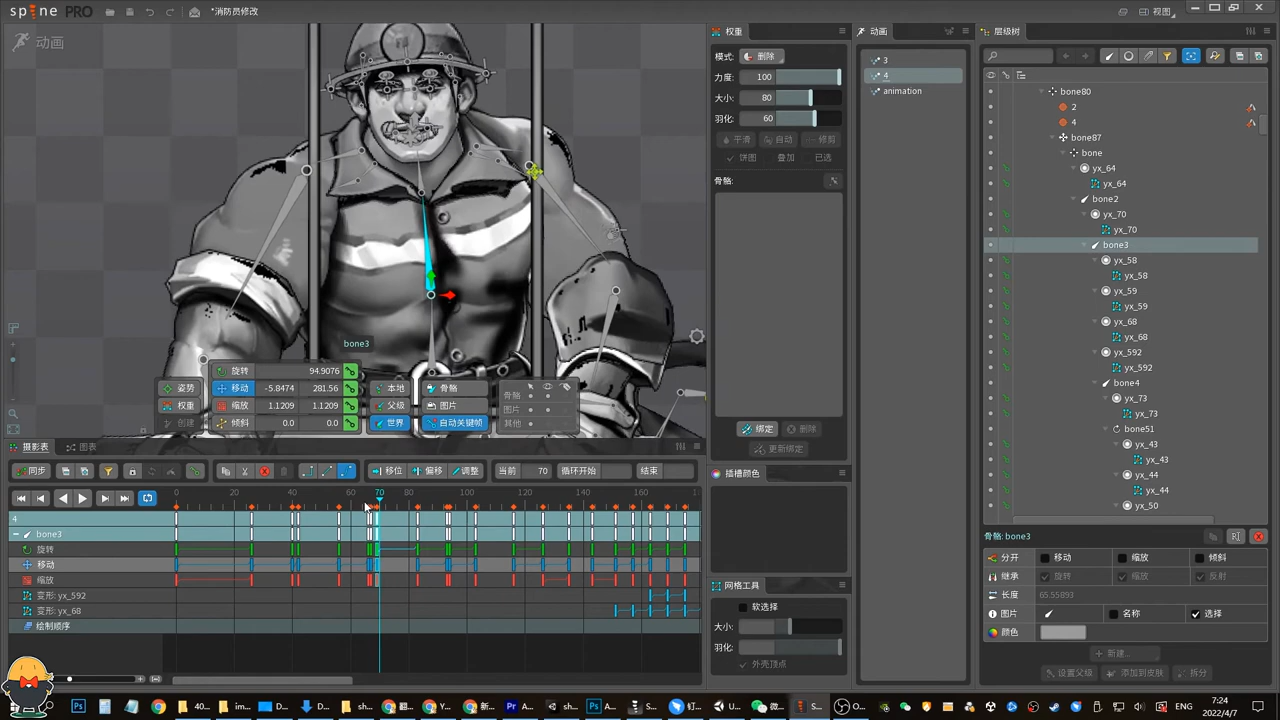 spine PRO
*消防员修改
视图
动画
bone3
姿势
权重
创建
旋转 94.9076
移动 -5.8474 281.56
缩放 1.1209 1.1209
倾斜 0.0 0.0
本地
父级
世界
骨骼
图片
自动关键帧
骨骼
图片
其他
权重
模式: 删除
力度: 100
大小: 80
羽化: 60
平滑 自动 修剪
饼图 叠加 已选
骨骼:
绑定 删除
更新绑定
插槽颜色
网格工具
软选择
大小:
羽化:
外壳顶点
动画
3
4
animation
层级树
bone80
2
4
bone87
bone
yx_64
yx_64
bone2
yx_70
yx_70
bone3
yx_58
yx_58
yx_59
yx_59
yx_68
yx_68
yx_592
yx_592
bone4
yx_73
yx_73
bone51
yx_43
yx_43
yx_44
yx_44
yx_50
骨骼: bone3
分开 移动 缩放 倾斜
继承 旋转 缩放 反射
长度 65.55893
图片 名称 选择
颜色
新建...
设置父级 添加到皮肤 拆分
摄影表 图表
同步 移位 偏移 调整 当前 70 循环开始 结束
0 20 40 60 70 80 100 120 140 160
4
bone3
旋转
移动
缩放
变形: yx_592
变形: yx_68
绘制顺序
40... im... D... D... sh... 图... Y... 新... A... sh... A... S... 钉... U... 微... S... O...
7:24
2022/4/7